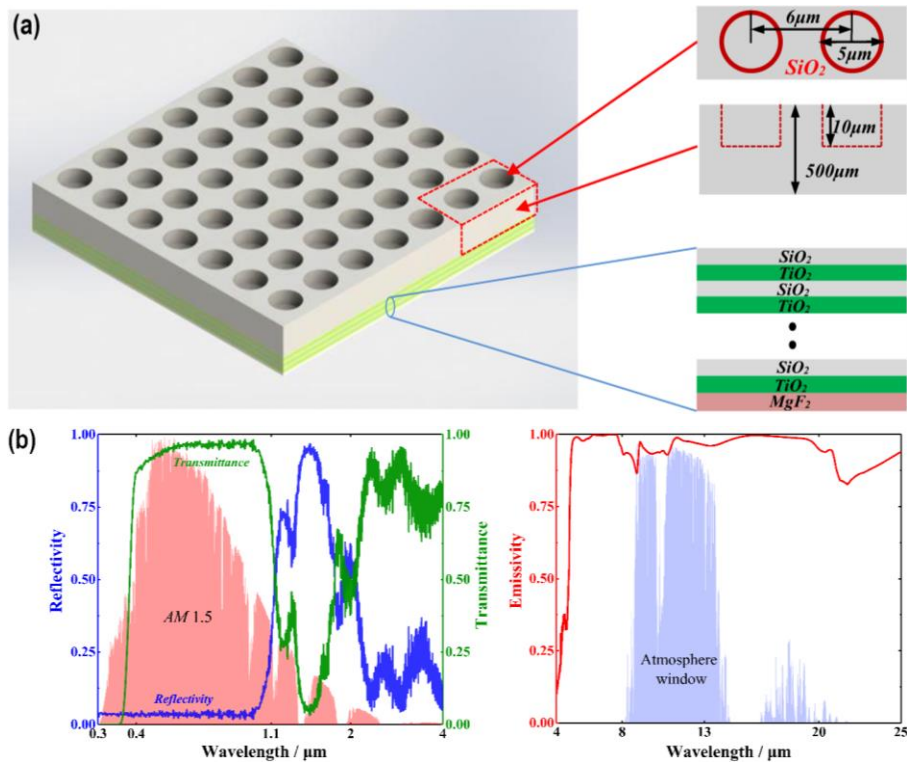 (a)
6μm
5μm
SiO2
10μm
500μm
SiO2
TiO2
SiO2
TiO2
SiO2
TiO2
MgF2
(b)
1.00
0.75
0.50
0.25
0.00
Reflectivity
Transmittance
AM 1.5
Reflectivity
0.3
0.4
1.1
2
4
Wavelength / μm
1.00
0.75
0.50
0.25
0.00
Transmittance
1.00
0.75
0.50
0.25
0.00
Emissivity
Atmosphere
window
4
8
13
20
25
Wavelength / μm